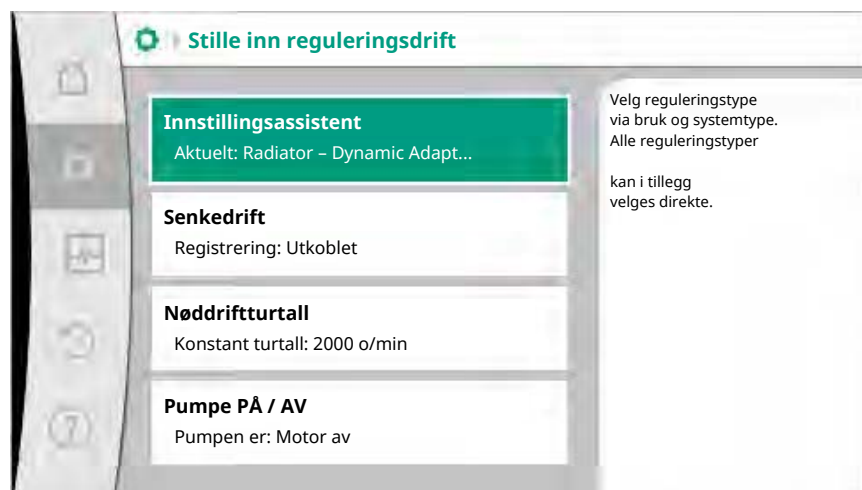 Stille inn reguleringsdrift
Innstillingsassistent
Aktuelt: Radiator – Dynamic Adapt...
Senkedrift
Registrering: Utkoblet
Nøddriftturtall
Konstant turtall: 2000 o/min
Pumpe PÅ / AV
Pumpen er: Motor av
Velg reguleringstype
via bruk og systemtype.
Alle reguleringstyper
kan i tillegg
velges direkte.